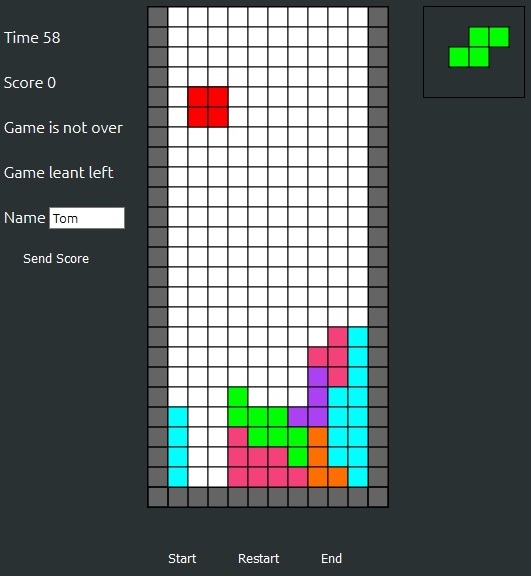 Time 58
Score 0
Game is not over
Game leant left
Name Tom
Send Score
Start Restart End